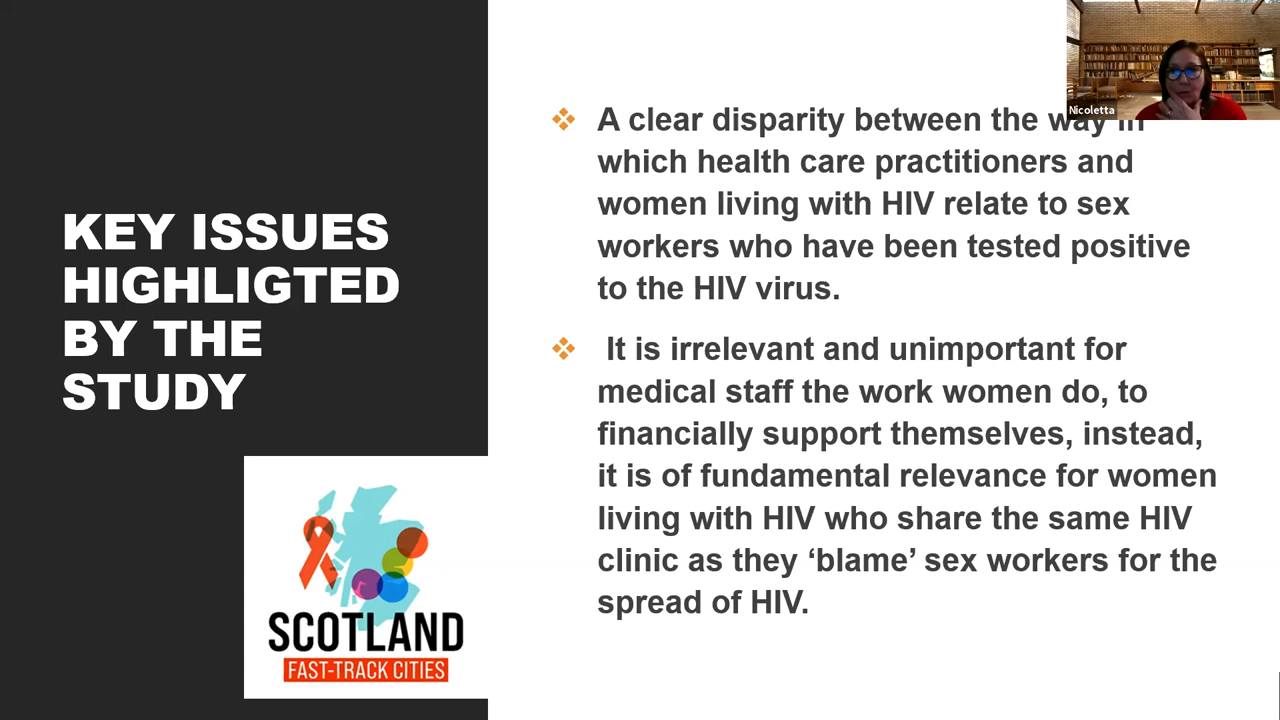 KEY ISSUES
HIGHLIGTED
BY THE
STUDY
SCOTLAND
FAST-TRACK CITIES
A clear disparity between the way in
which health care practitioners and
women living with HIV relate to sex
workers who have been tested positive
to the HIV virus.
It is irrelevant and unimportant for
medical staff the work women do, to
financially support themselves, instead,
it is of fundamental relevance for women
living with HIV who share the same HIV
clinic as they ‘blame’ sex workers for the
spread of HIV.
Nicoletta